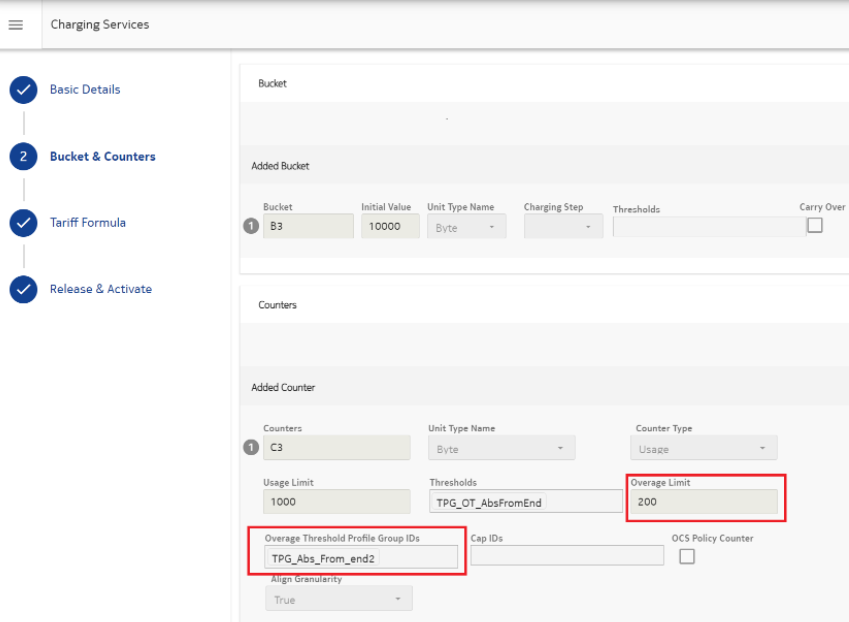 Charging Services
Basic Details
2 Bucket & Counters
Tariff Formula
Release & Activate
Bucket
Added Bucket
Bucket Initial Value Unit Type Name Charging Step Thresholds Carry Over
1 B3 10000 Byte
Counters
Added Counter
Counters Unit Type Name Counter Type
1 C3 Byte Usage
Usage Limit Thresholds Overage Limit
1000 TPG_OT_AbsFromEnd 200
Overage Threshold Profile Group IDs Cap IDs OCS Policy Counter
TPG_Abs_From_end2
Align Granularity
True